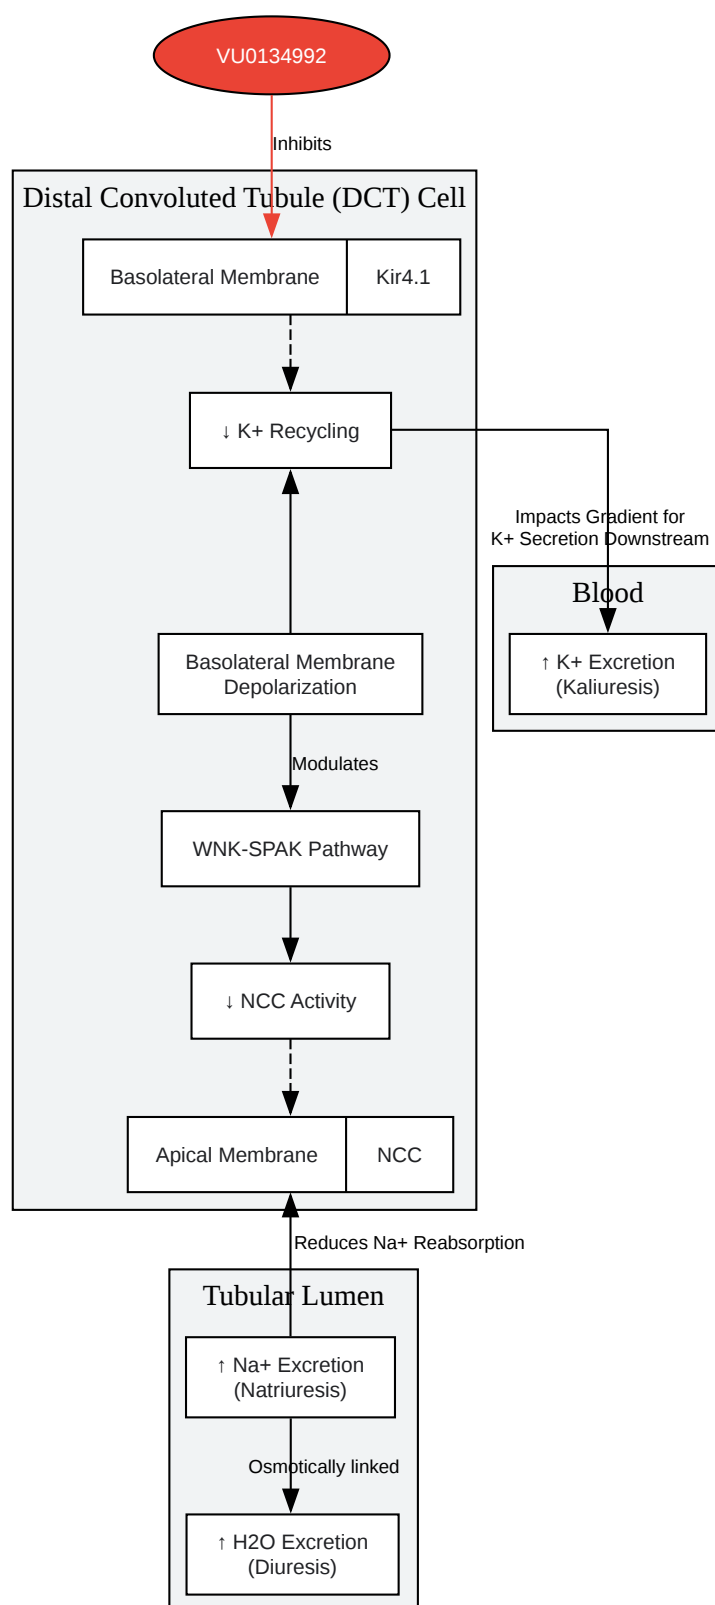 VU0134992
Inhibits
Distal Convoluted Tubule (DCT) Cell
Basolateral Membrane
Kir4.1
↓ K+ Recycling
Impacts Gradient for
K+ Secretion Downstream
Blood
↑ K+ Excretion
(Kaliuresis)
Basolateral Membrane
Depolarization
Modulates
WNK-SPAK Pathway
↓ NCC Activity
Apical Membrane
NCC
Reduces Na+ Reabsorption
Tubular Lumen
↑ Na+ Excretion
(Natriuresis)
Osmotically linked
↑ H2O Excretion
(Diuresis)